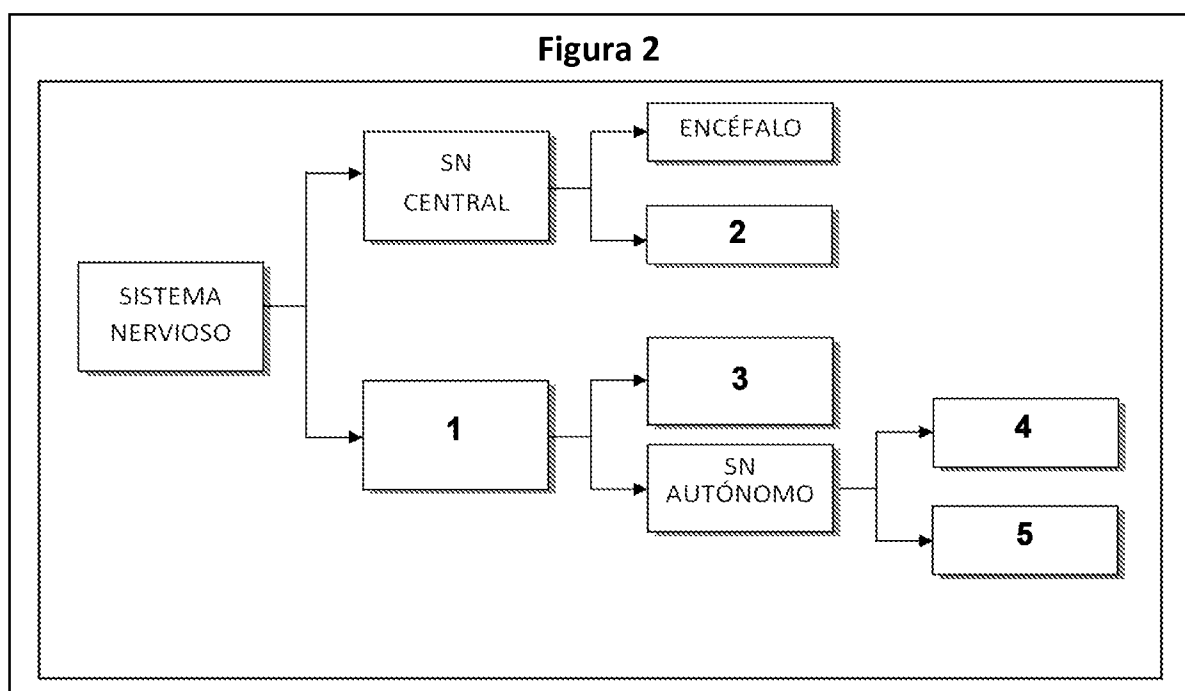 Figura 2
SISTEMA
NERVIOSO
SN
CENTRAL
ENCÉFALO
2
1
3
SN
AUTÓNOMO
4
5